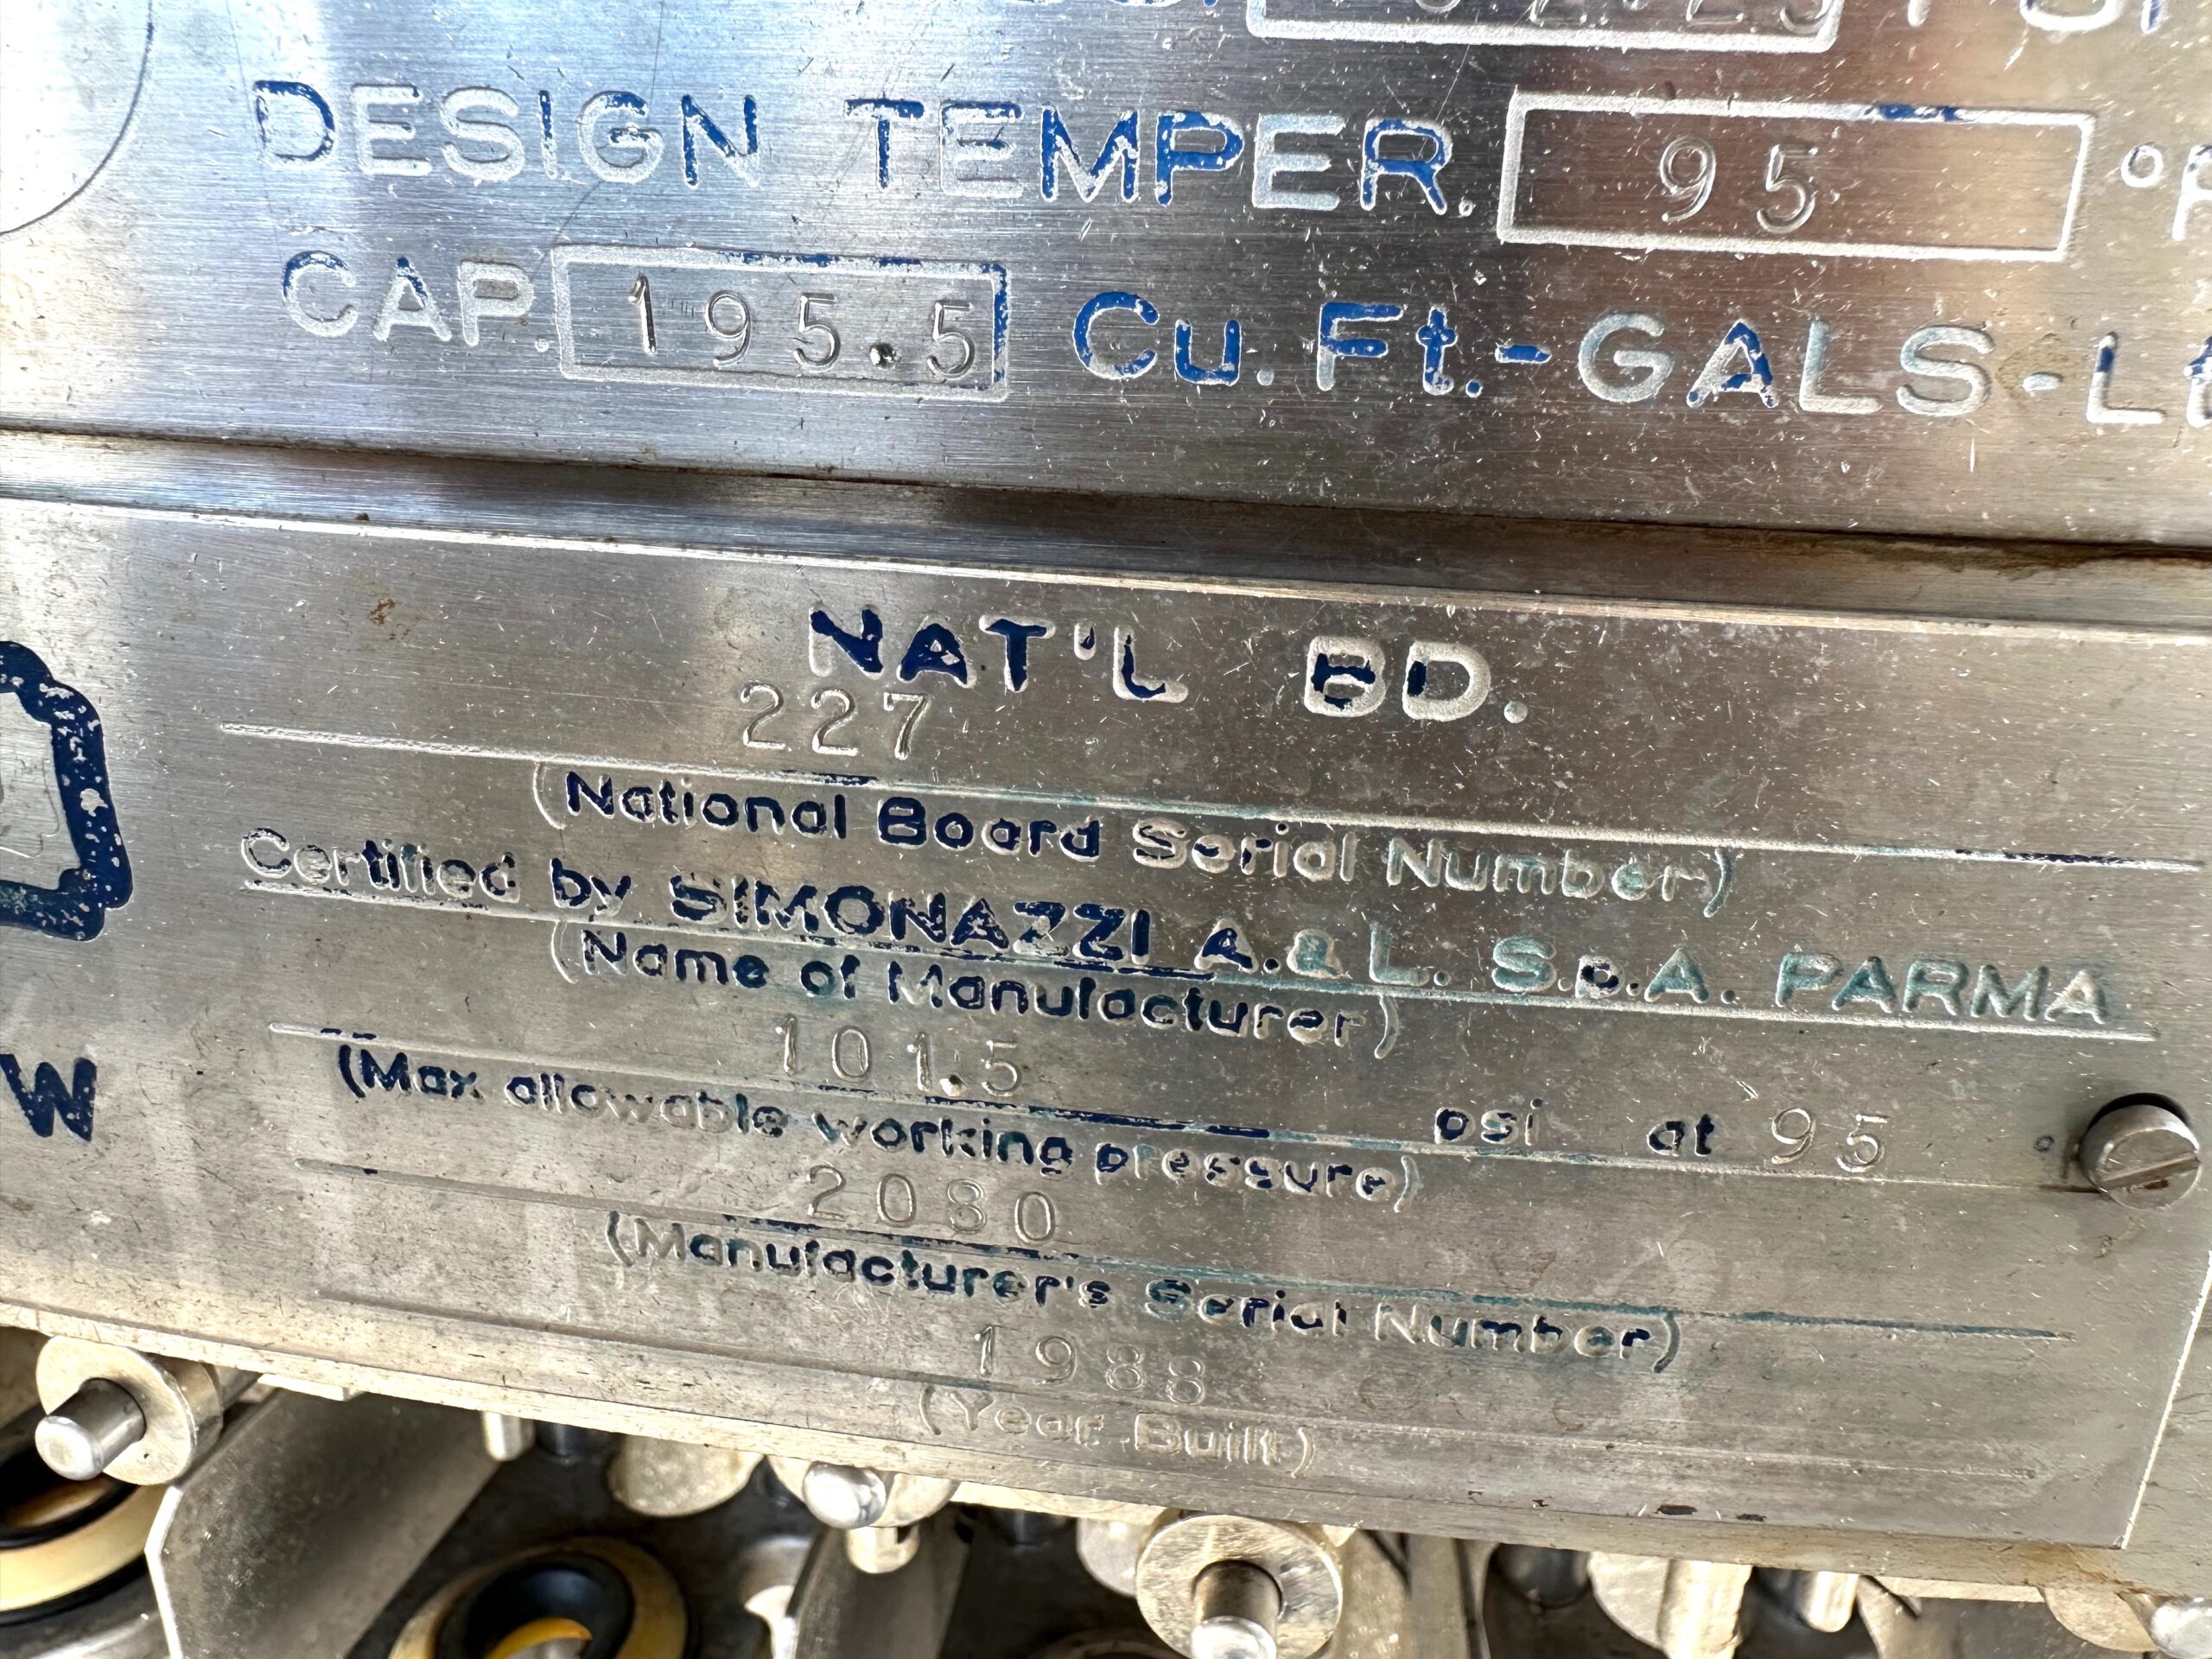 DESIGN TEMPER. 95
CAP. 195.5 Cu. Ft.-GALS-Lt
NAT'L BD.
227
(National Board Serial Number)
Certified by SIMONAZZI A.& L. S.p.A. PARMA
(Name of Manufacturer)
101.5 psi at 95 °
(Max allowable working pressure)
W
2080
(Manufacturer's Serial Number)
1988
(Year Built)